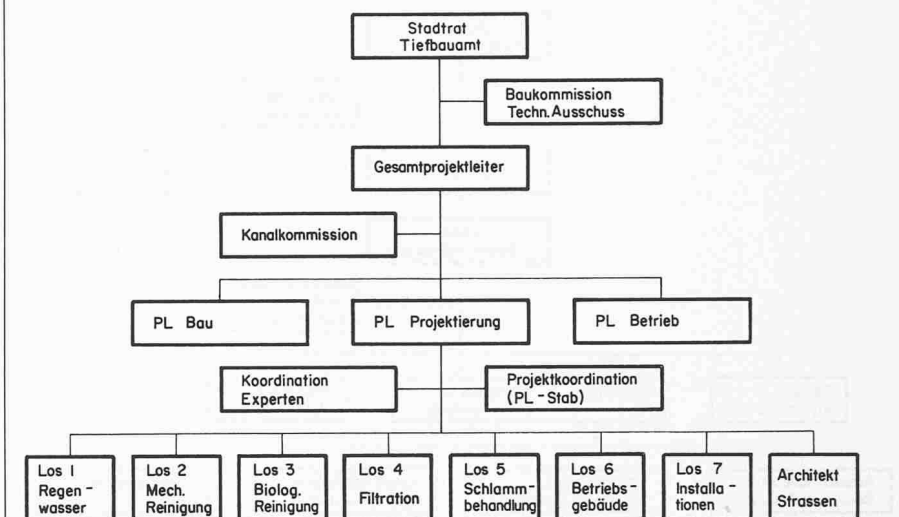 Stadtrat
Tiefbauamt
Baukommission
Techn. Ausschuss
Gesamtprojektleiter
Kanalkommission
PL Bau
PL Projektierung
PL Betrieb
Koordination
Experten
Projektkoordination
(PL-Stab)
Los 1
Regen-
wasser
Los 2
Mech.
Reinigung
Los 3
Biolog.
Reinigung
Los 4
Filtration
Los 5
Schlamm-
behandlung
Los 6
Betriebs-
gebäude
Los 7
Installa-
tionen
Architekt
Strassen